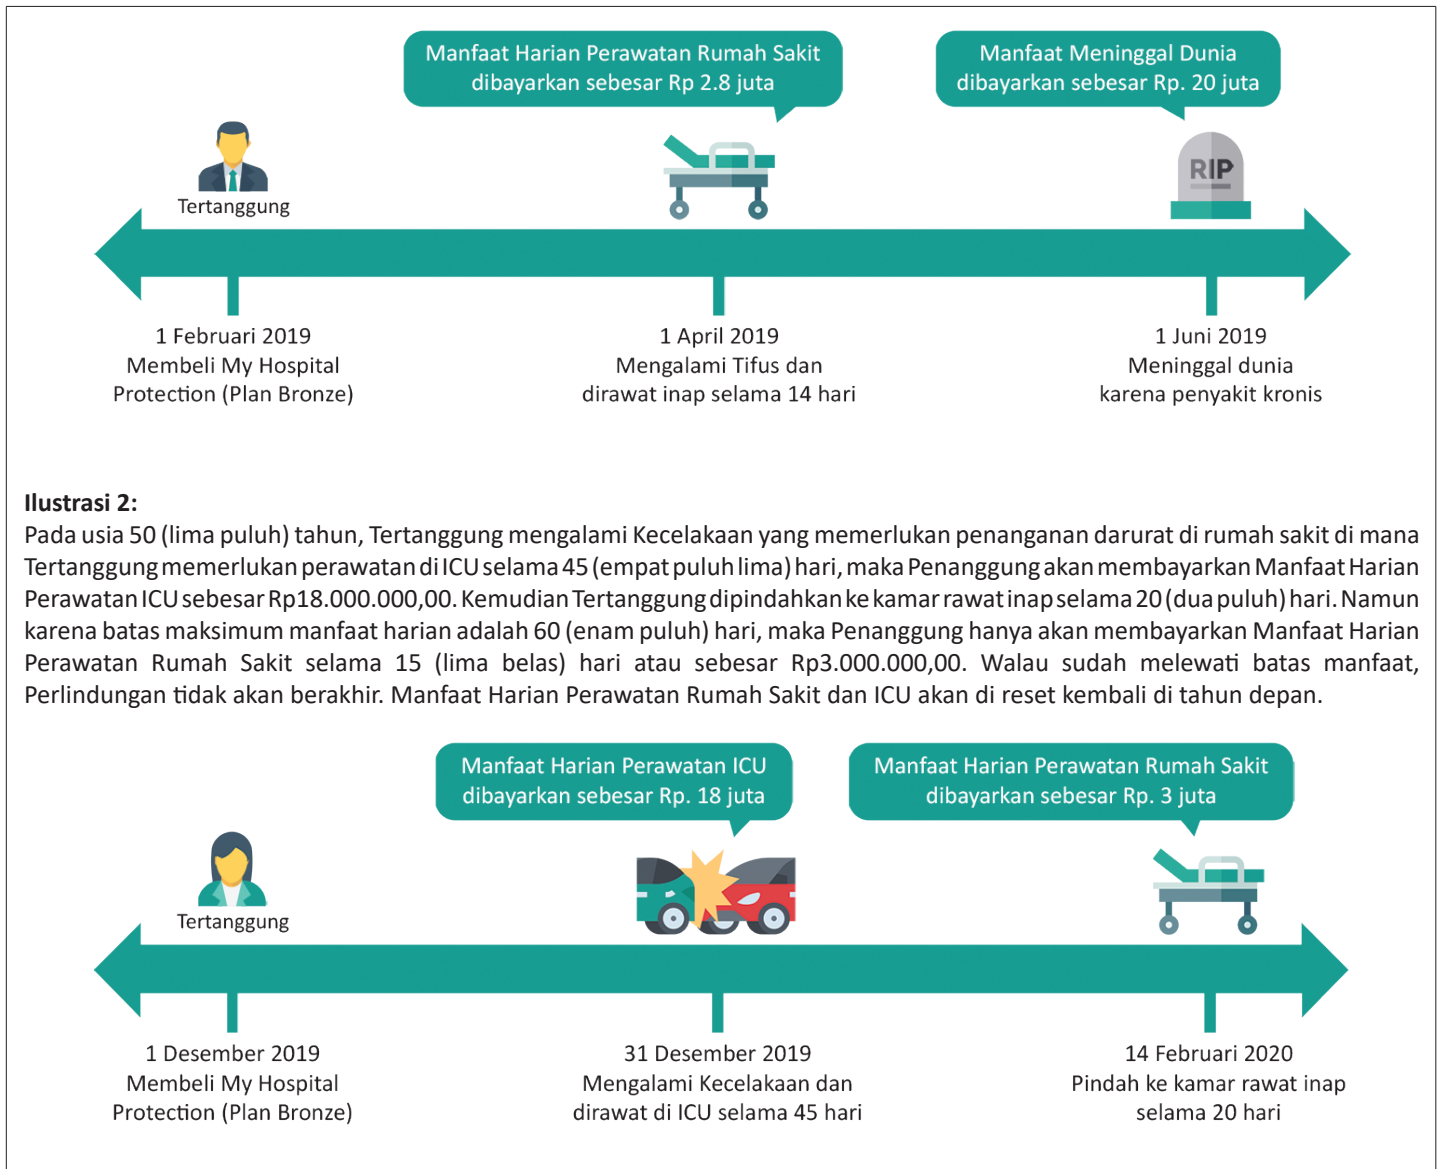 Manfaat Harian Perawatan Rumah Sakit
dibayarkan sebesar Rp 2.8 juta
Manfaat Meninggal Dunia
dibayarkan sebesar Rp. 20 juta
RIP
Tertanggung
1 Februari 2019
Membeli My Hospital
Protection (Plan Bronze)
1 April 2019
Mengalami Tifus dan
dirawat inap selama 14 hari
1 Juni 2019
Meninggal dunia
karena penyakit kronis
Ilustrasi 2:
Pada usia 50 (lima puluh) tahun, Tertanggung mengalami Kecelakaan yang memerlukan penanganan darurat di rumah sakit di mana
Tertanggung memerlukan perawatan di ICU selama 45 (empat puluh lima) hari, maka Penanggung akan membayarkan Manfaat Harian
Perawatan ICU sebesar Rp18.000.000,00. Kemudian Tertanggung dipindahkan ke kamar rawat inap selama 20 (dua puluh) hari. Namun
karena batas maksimum manfaat harian adalah 60 (enam puluh) hari, maka Penanggung hanya akan membayarkan Manfaat Harian
Perawatan Rumah Sakit selama 15 (lima belas) hari atau sebesar Rp3.000.000,00. Walau sudah melewati batas manfaat,
Perlindungan tidak akan berakhir. Manfaat Harian Perawatan Rumah Sakit dan ICU akan di reset kembali di tahun depan.
Manfaat Harian Perawatan ICU
dibayarkan sebesar Rp. 18 juta
Manfaat Harian Perawatan Rumah Sakit
dibayarkan sebesar Rp. 3 juta
Tertanggung
1 Desember 2019
Membeli My Hospital
Protection (Plan Bronze)
31 Desember 2019
Mengalami Kecelakaan dan
dirawat di ICU selama 45 hari
14 Februari 2020
Pindah ke kamar rawat inap
selama 20 hari